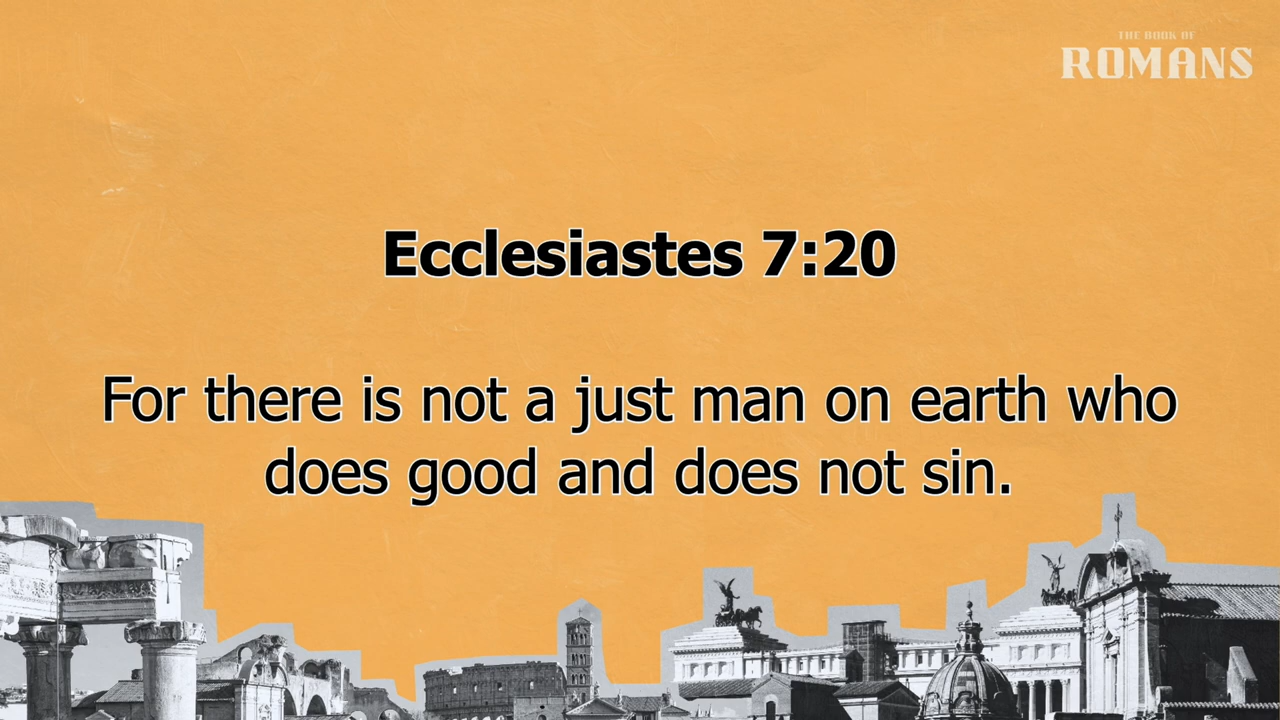 THE BOOK OF
ROMANS
Ecclesiastes 7:20
For there is not a just man on earth who
does good and does not sin.